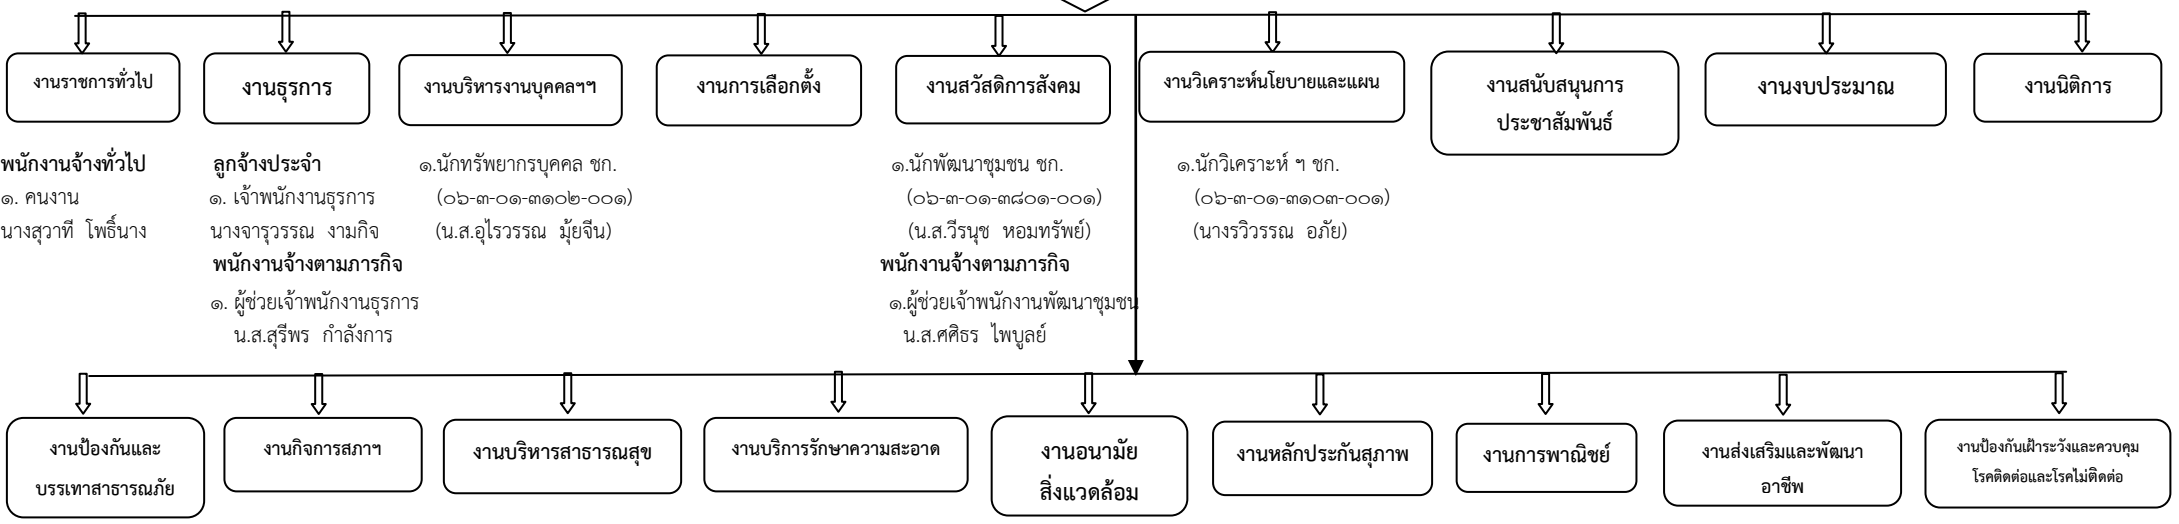 งานราชการทั่วไป
งานธุรการ
งานบริหารงานบุคคลฯฯ
งานการเลือกตั้ง
งานสวัสดิการสังคม
งานวิเคราะห์นโยบายและแผน
งานสนับสนุนการ
ประชาสัมพันธ์
งานงบประมาณ
งานนิติการ
พนักงานจ้างทั่วไป
๑. คนงาน
นางสุวาที โพธิ์นาง
ลูกจ้างประจำ
๑. เจ้าพนักงานธุรการ
นางจารุวรรณ งามกิจ
พนักงานจ้างตามภารกิจ
๑. ผู้ช่วยเจ้าพนักงานธุรการ
น.ส.สุรีพร กำลังการ
๑.นักทรัพยากรบุคคล ชก.
(๐๖-๓-๐๑-๓๑๐๒-๐๐๑)
(น.ส.อุไรวรรณ มุ้ยจีน)
๑.นักพัฒนาชุมชน ชก.
(๐๖-๓-๐๑-๓๘๐๑-๐๐๑)
(น.ส.วีรนุช หอมทรัพย์)
พนักงานจ้างตามภารกิจ
๑.ผู้ช่วยเจ้าพนักงานพัฒนาชุมชน
น.ส.ศศิธร ไพบูลย์
๑.นักวิเคราะห์ ฯ ชก.
(๐๖-๓-๐๑-๓๑๐๓-๐๐๑)
(นางรวิวรรณ อภัย)
งานป้องกันและ
บรรเทาสาธารณภัย
งานกิจการสภาฯ
งานบริหารสาธารณสุข
งานบริการรักษาความสะอาด
งานอนามัย
สิ่งแวดล้อม
งานหลักประกันสุภาพ
งานการพาณิชย์
งานส่งเสริมและพัฒนา
อาชีพ
งานป้องกันเฝ้าระวังและควบคุม
โรคติดต่อและโรคไม่ติดต่อ